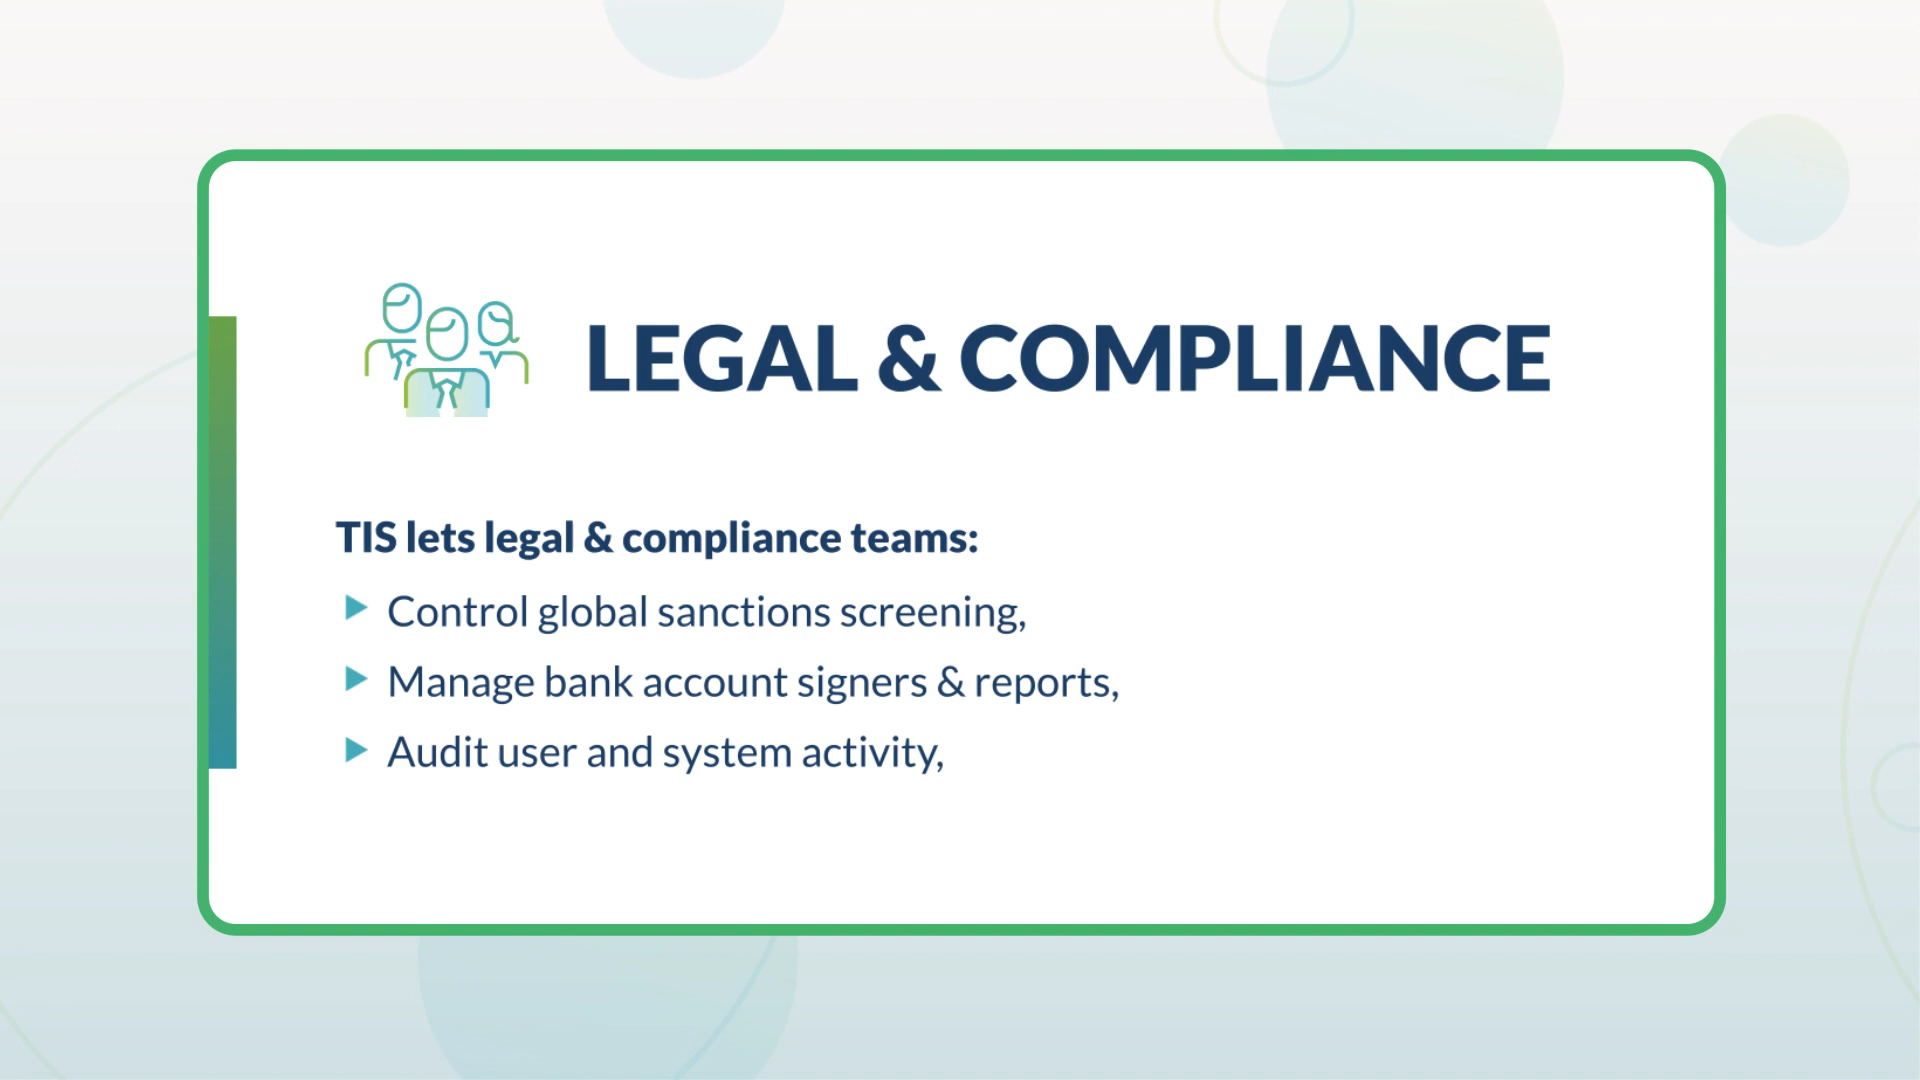 LEGAL & COMPLIANCE
TIS lets legal & compliance teams:
Control global sanctions screening,
Manage bank account signers & reports,
Audit user and system activity,